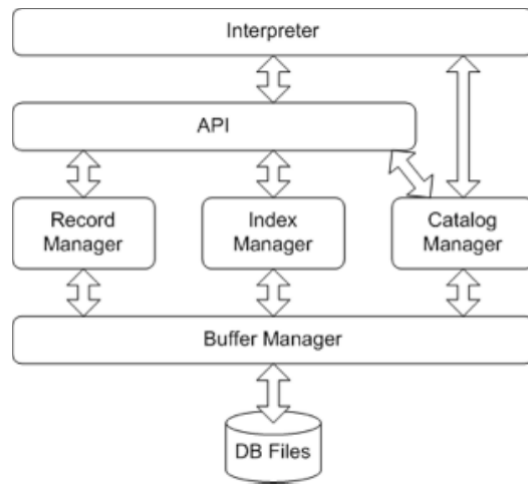 Interpreter
API
Record
Manager
Index
Manager
Catalog
Manager
Buffer Manager
DB Files